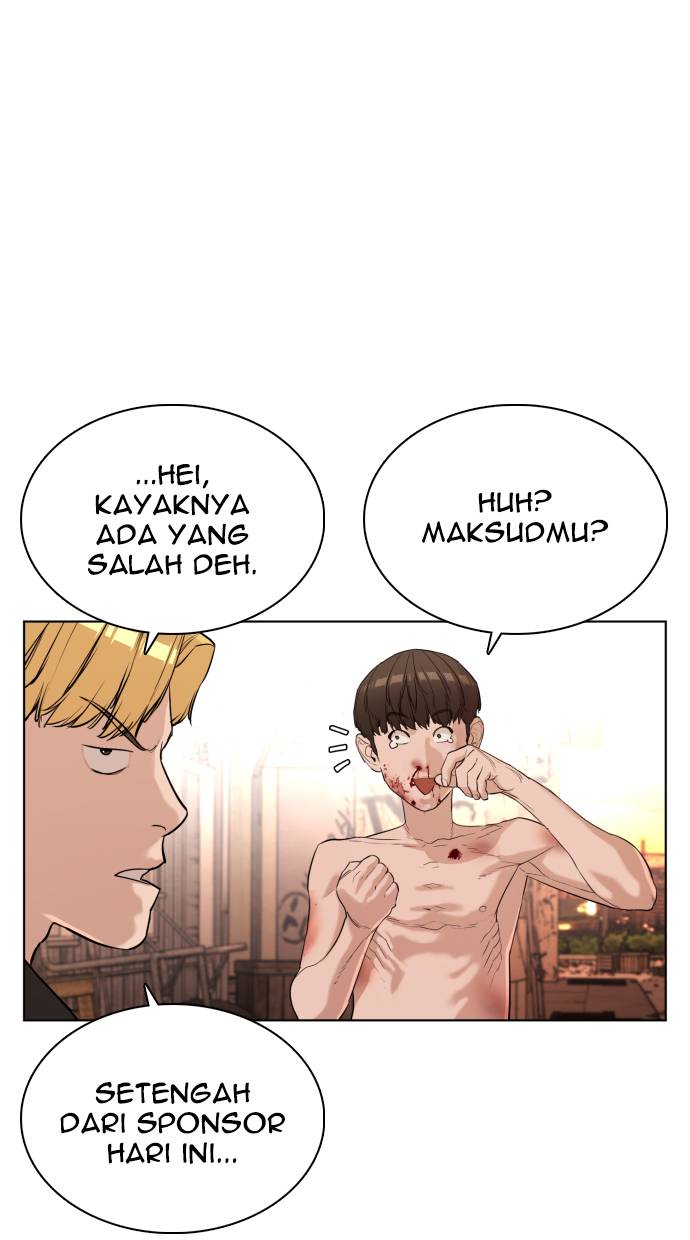 ...HEI,
KAYAKNYA
ADA YANG
SALAH DEH.
HUH?
MAKSUDMU?
SETENGAH
DARI SPONSOR
HARI INI...